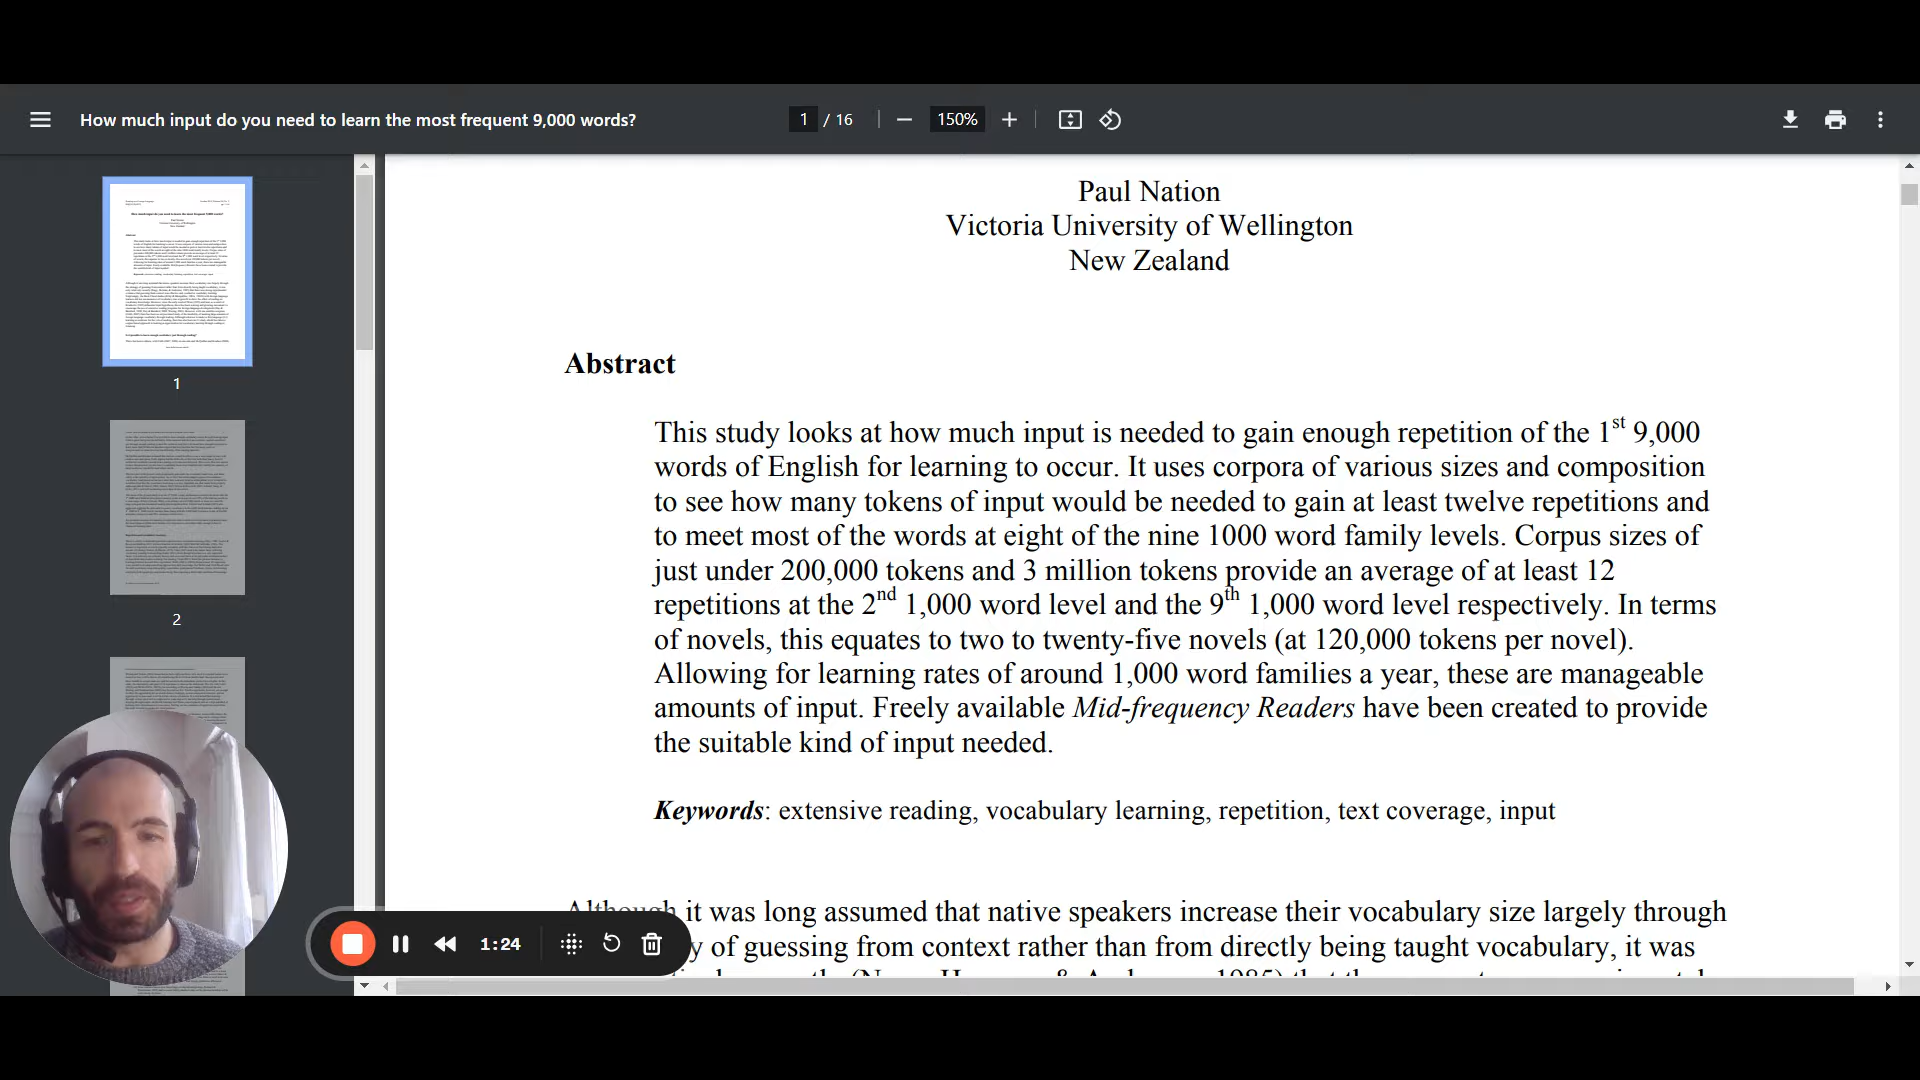 How much input do you need to learn the most frequent 9,000 words?
1 / 16
150%
1
2
Paul Nation
Victoria University of Wellington
New Zealand
Abstract
This study looks at how much input is needed to gain enough repetition of the 1st 9,000
words of English for learning to occur. It uses corpora of various sizes and composition
to see how many tokens of input would be needed to gain at least twelve repetitions and
to meet most of the words at eight of the nine 1000 word family levels. Corpus sizes of
just under 200,000 tokens and 3 million tokens provide an average of at least 12
repetitions at the 2nd 1,000 word level and the 9th 1,000 word level respectively. In terms
of novels, this equates to two to twenty-five novels (at 120,000 tokens per novel).
Allowing for learning rates of around 1,000 word families a year, these are manageable
amounts of input. Freely available Mid-frequency Readers have been created to provide
the suitable kind of input needed.
Keywords: extensive reading, vocabulary learning, repetition, text coverage, input
Although it was long assumed that native speakers increase their vocabulary size largely through
y of guessing from context rather than from directly being taught vocabulary, it was
1:24